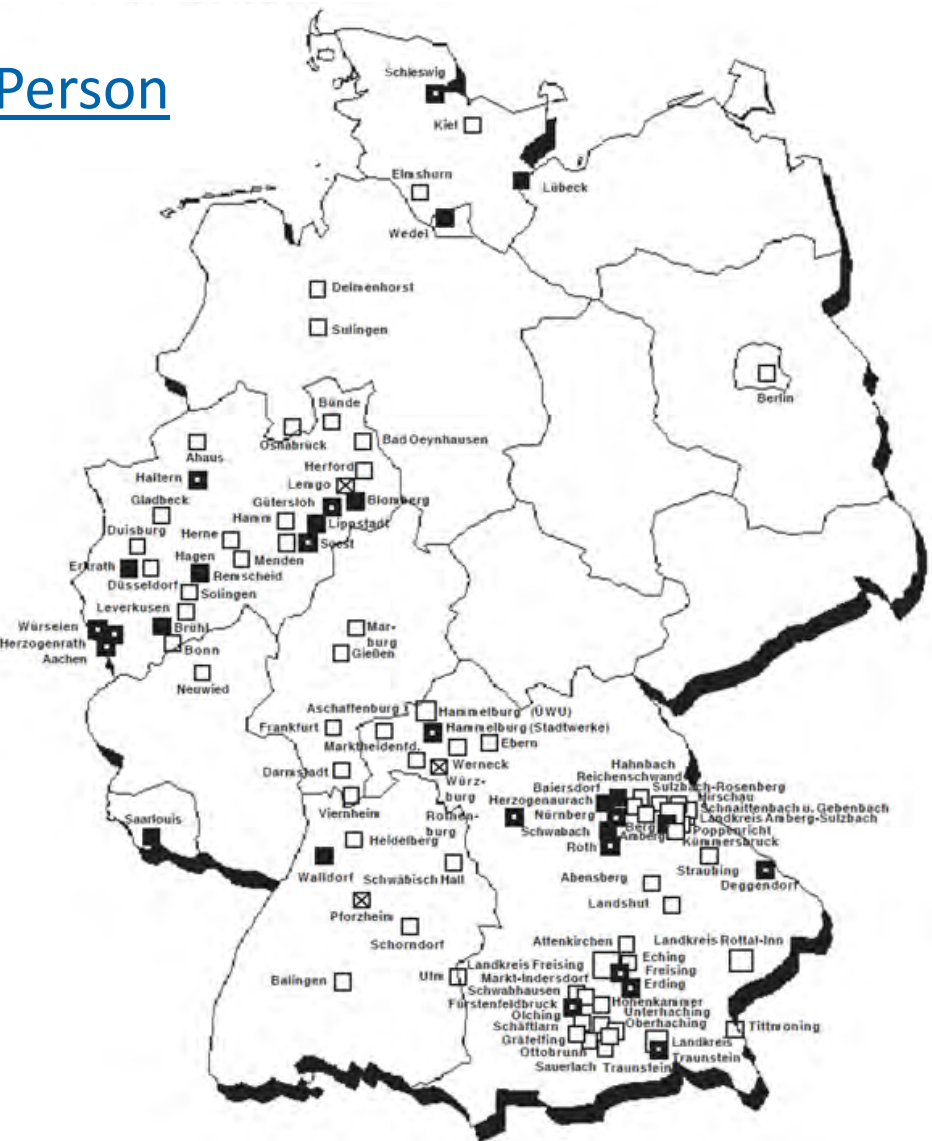 Person
Schleswig
Kiel
Elmshorn
Lübeck
Wedel
Delmenhorst
Sulingen
Berlin
Bünde
Osnabrück
Bad Oeynhausen
Ahaus
Herford
Haltern
Lemgo
Blomberg
Gladbeck
Gütersloh
Hamm
Lippstadt
Duisburg
Herne
Soest
Hagen
Menden
Erkrath
Remscheid
Düsseldorf
Solingen
Leverkusen
Würselen
Brühl
Mar-
burg
Herzogenrath
Bonn
Gießen
Aachen
Neuwied
Aschaffenburg
Hammelburg (ÜWU)
Frankfurt
Hammelburg (Stadtwerke)
Marktheidenfd.
Ebern
Werneck
Darmstadt
Würz-
burg
Hahnbach
Reichenschwand
Sulzbach-Rosenberg
Baiersdorf
Hirschau
Herzogenaurach
Schnaittenbach u. Gebenbach
Viernheim
Rothen-
burg
Nürnberg
Landkreis Amberg-Sulzbach
Saarlouis
Schwabach
Berg
Amberg
Poppenricht
Heidelberg
Roth
Kümmersbruck
Walldorf
Schwäbisch Hall
Straubing
Abensberg
Deggendorf
Pforzheim
Landshut
Schorndorf
Attenkirchen
Landkreis Rottal-Inn
Eching
Landkreis Freising
Freising
Balingen
Ulm
Markt-Indersdorf
Erding
Schwabhausen
Fürstenfeldbruck
Hohenkammer
Olching
Unterhaching
Schäftlarn
Oberhaching
Tittmoning
Gräfelfing
Landkreis
Traunstein
Ottobrunn
Sauerlach
Traunstein